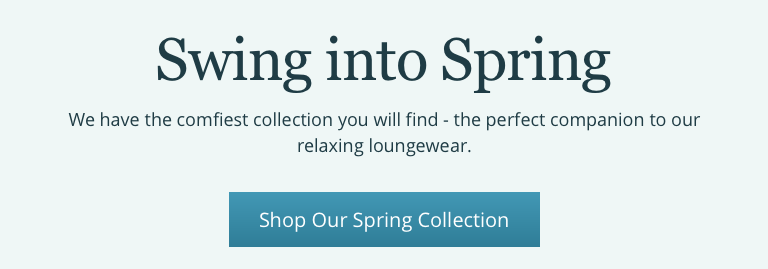 Swing into Spring
We have the comfiest collection you will find - the perfect companion to our
relaxing loungewear.
Shop Our Spring Collection